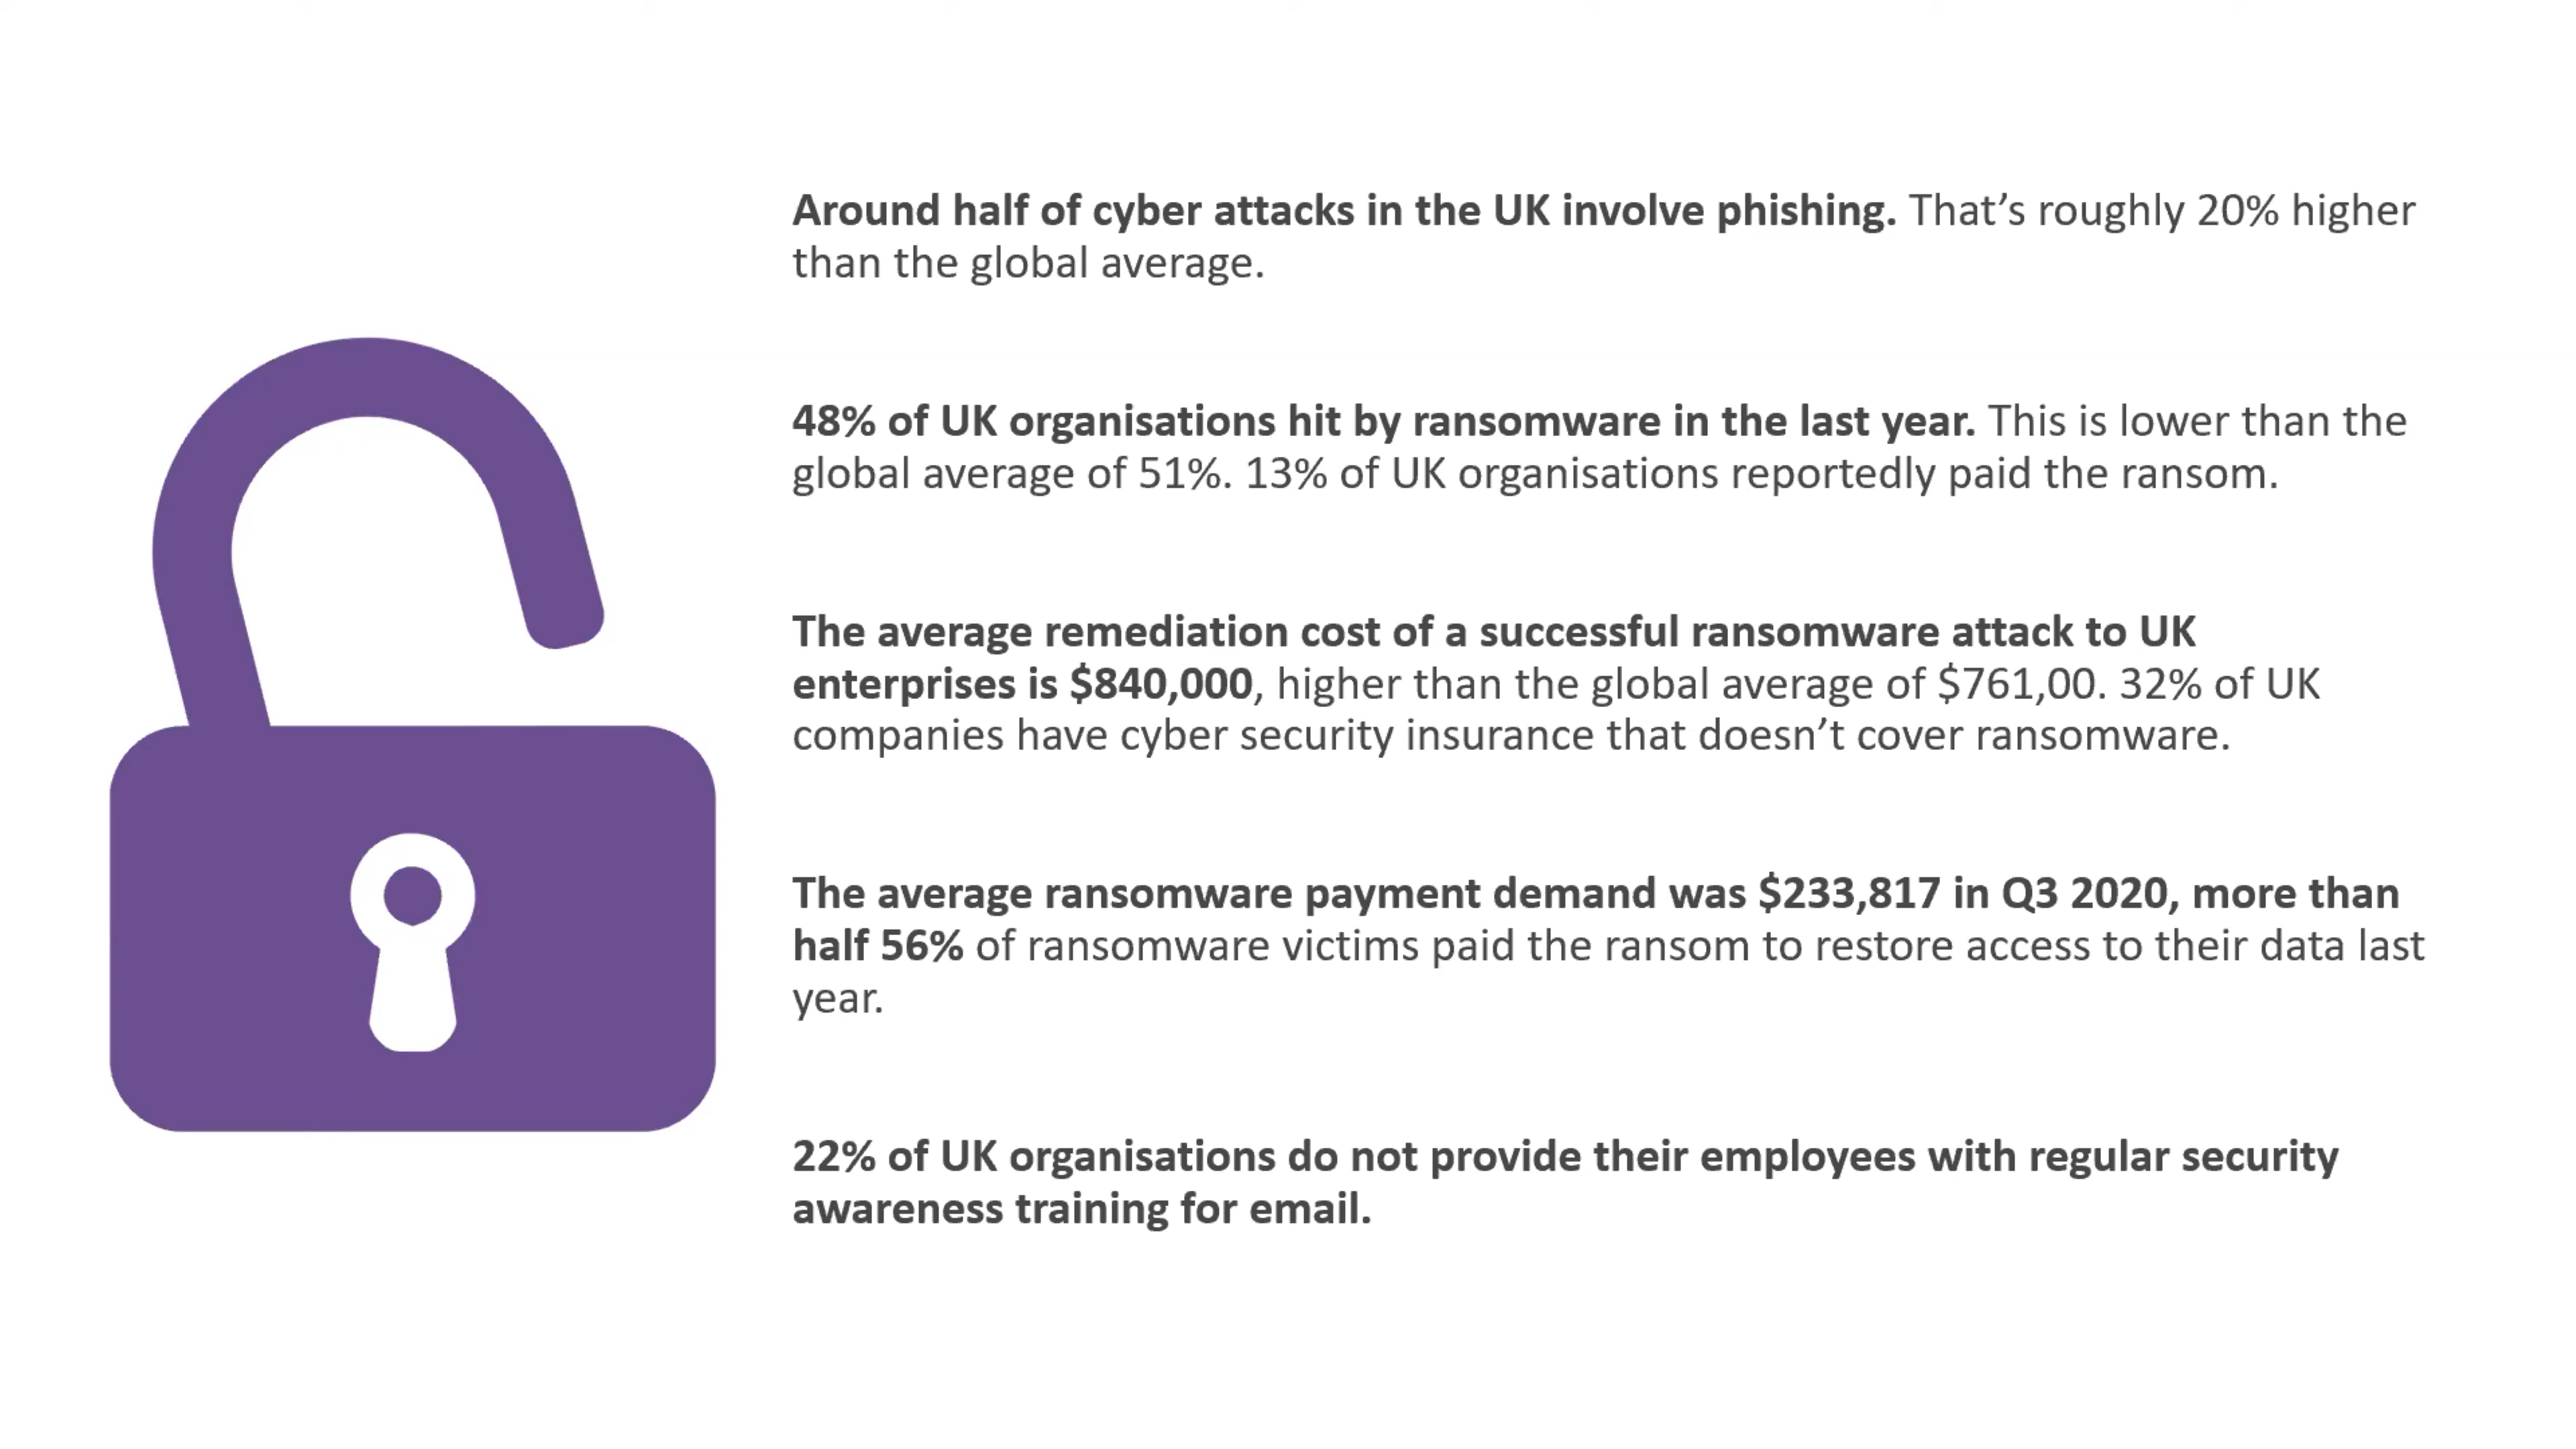 Around half of cyber attacks in the UK involve phishing. That’s roughly 20% higher
than the global average.
48% of UK organisations hit by ransomware in the last year. This is lower than the
global average of 51%. 13% of UK organisations reportedly paid the ransom.
The average remediation cost of a successful ransomware attack to UK
enterprises is $840,000, higher than the global average of $761,00. 32% of UK
companies have cyber security insurance that doesn’t cover ransomware.
The average ransomware payment demand was $233,817 in Q3 2020, more than
half 56% of ransomware victims paid the ransom to restore access to their data last
year.
22% of UK organisations do not provide their employees with regular security
awareness training for email.